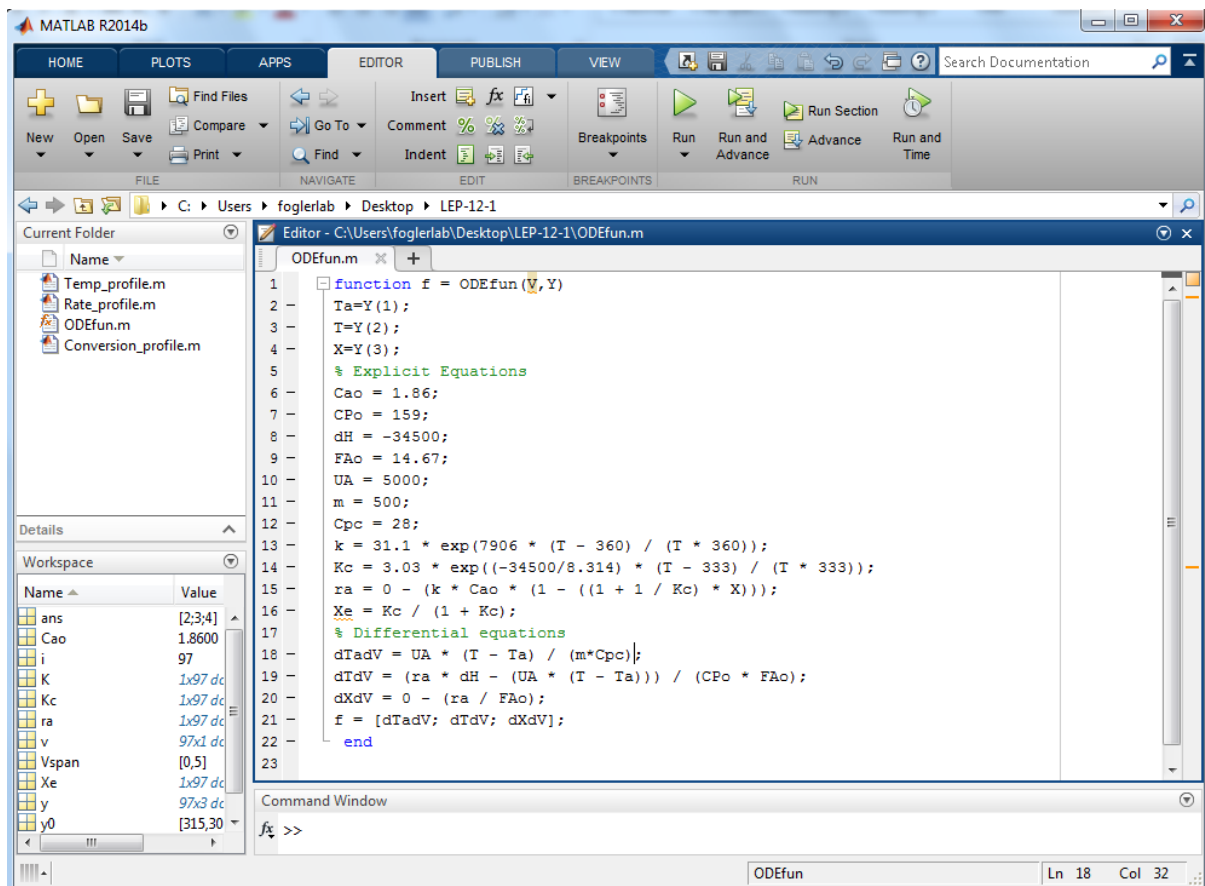 MATLAB R2014b
HOME PLOTS APPS EDITOR PUBLISH VIEW Search Documentation
New Open Save
Find Files
Compare
Print
FILE
Go To
Find
NAVIGATE
Insert fx
Comment %
Indent
EDIT
Breakpoints
BREAKPOINTS
Run
Run and Advance
Run Section
Advance
Run and Time
RUN
C: Users foglerlab Desktop LEP-12-1
Current Folder
Name
Temp_profile.m
Rate_profile.m
ODEfun.m
Conversion_profile.m
Details
Workspace
Name Value
ans [2;3;4]
Cao 1.8600
i 97
K 1x97 dc
Kc 1x97 dc
ra 1x97 dc
v 97x1 dc
Vspan [0,5]
Xe 1x97 dc
y 97x3 dc
y0 [315,30
Editor - C:\Users\foglerlab\Desktop\LEP-12-1\ODEfun.m
ODEfun.m
1 function f = ODEfun(V,Y)
2 – Ta=Y(1);
3 – T=Y(2);
4 – X=Y(3);
5 % Explicit Equations
6 – Cao = 1.86;
7 – CPo = 159;
8 – dH = -34500;
9 – FAo = 14.67;
10 – UA = 5000;
11 – m = 500;
12 – Cpc = 28;
13 – k = 31.1 * exp(7906 * (T - 360) / (T * 360));
14 – Kc = 3.03 * exp((-34500/8.314) * (T - 333) / (T * 333));
15 – ra = 0 - (k * Cao * (1 - ((1 + 1 / Kc) * X)));
16 – Xe = Kc / (1 + Kc);
17 % Differential equations
18 – dTadV = UA * (T - Ta) / (m*Cpc);
19 – dTdV = (ra * dH - (UA * (T - Ta))) / (CPo * FAo);
20 – dXdV = 0 - (ra / FAo);
21 – f = [dTadV; dTdV; dXdV];
22 – end
23
Command Window
fx >>
ODEfun Ln 18 Col 32